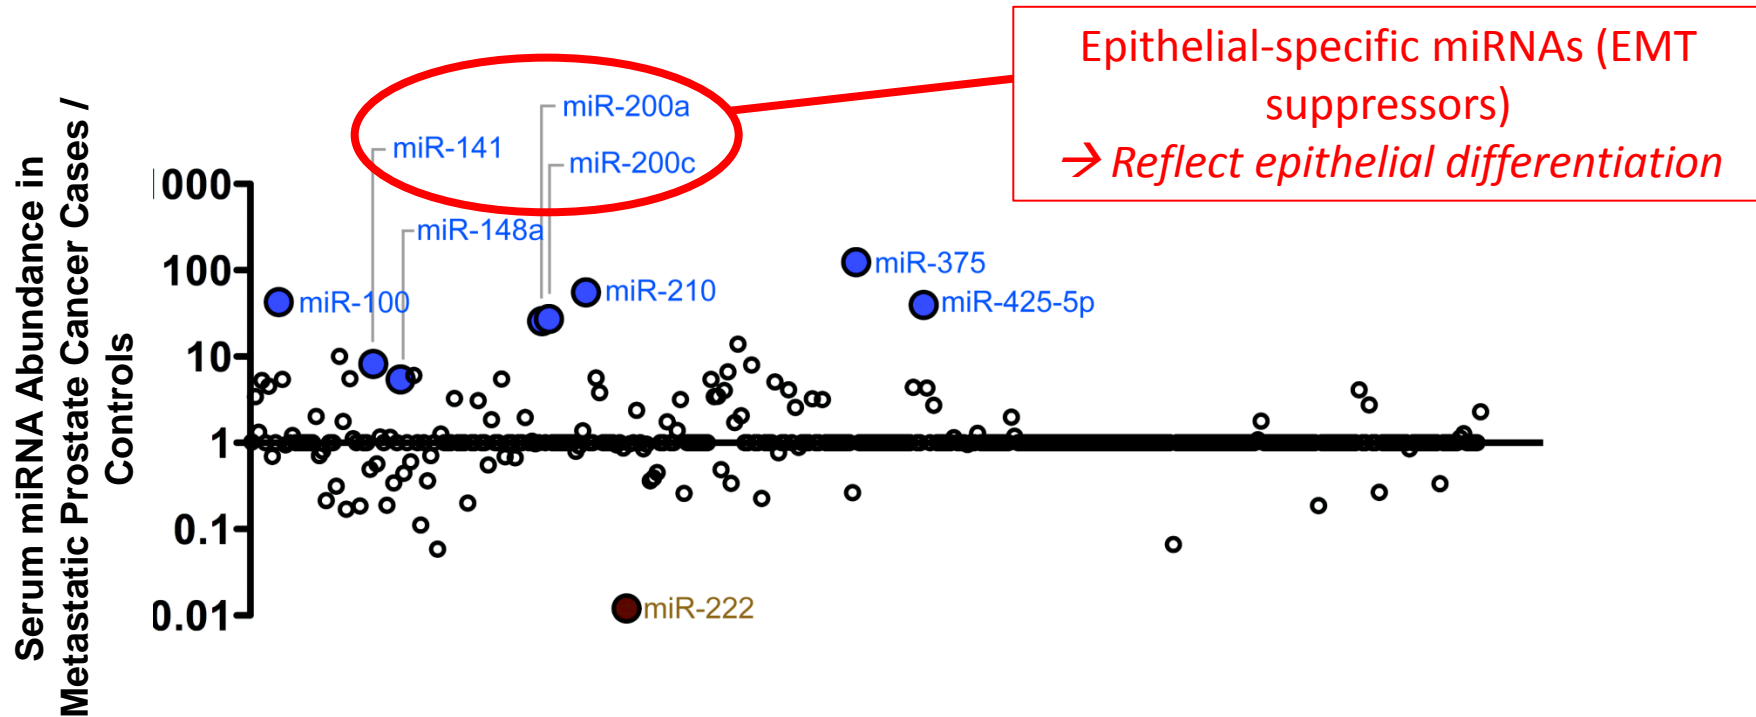 Serum miRNA Abundance in
Metastatic Prostate Cancer Cases /
Controls
Epithelial-specific miRNAs (EMT
suppressors)
→ Reflect epithelial differentiation
miR-200a
miR-141
miR-200c
000
miR-148a
100
miR-375
miR-100
miR-210
miR-425-5p
10
1
0.1
0.01
miR-222